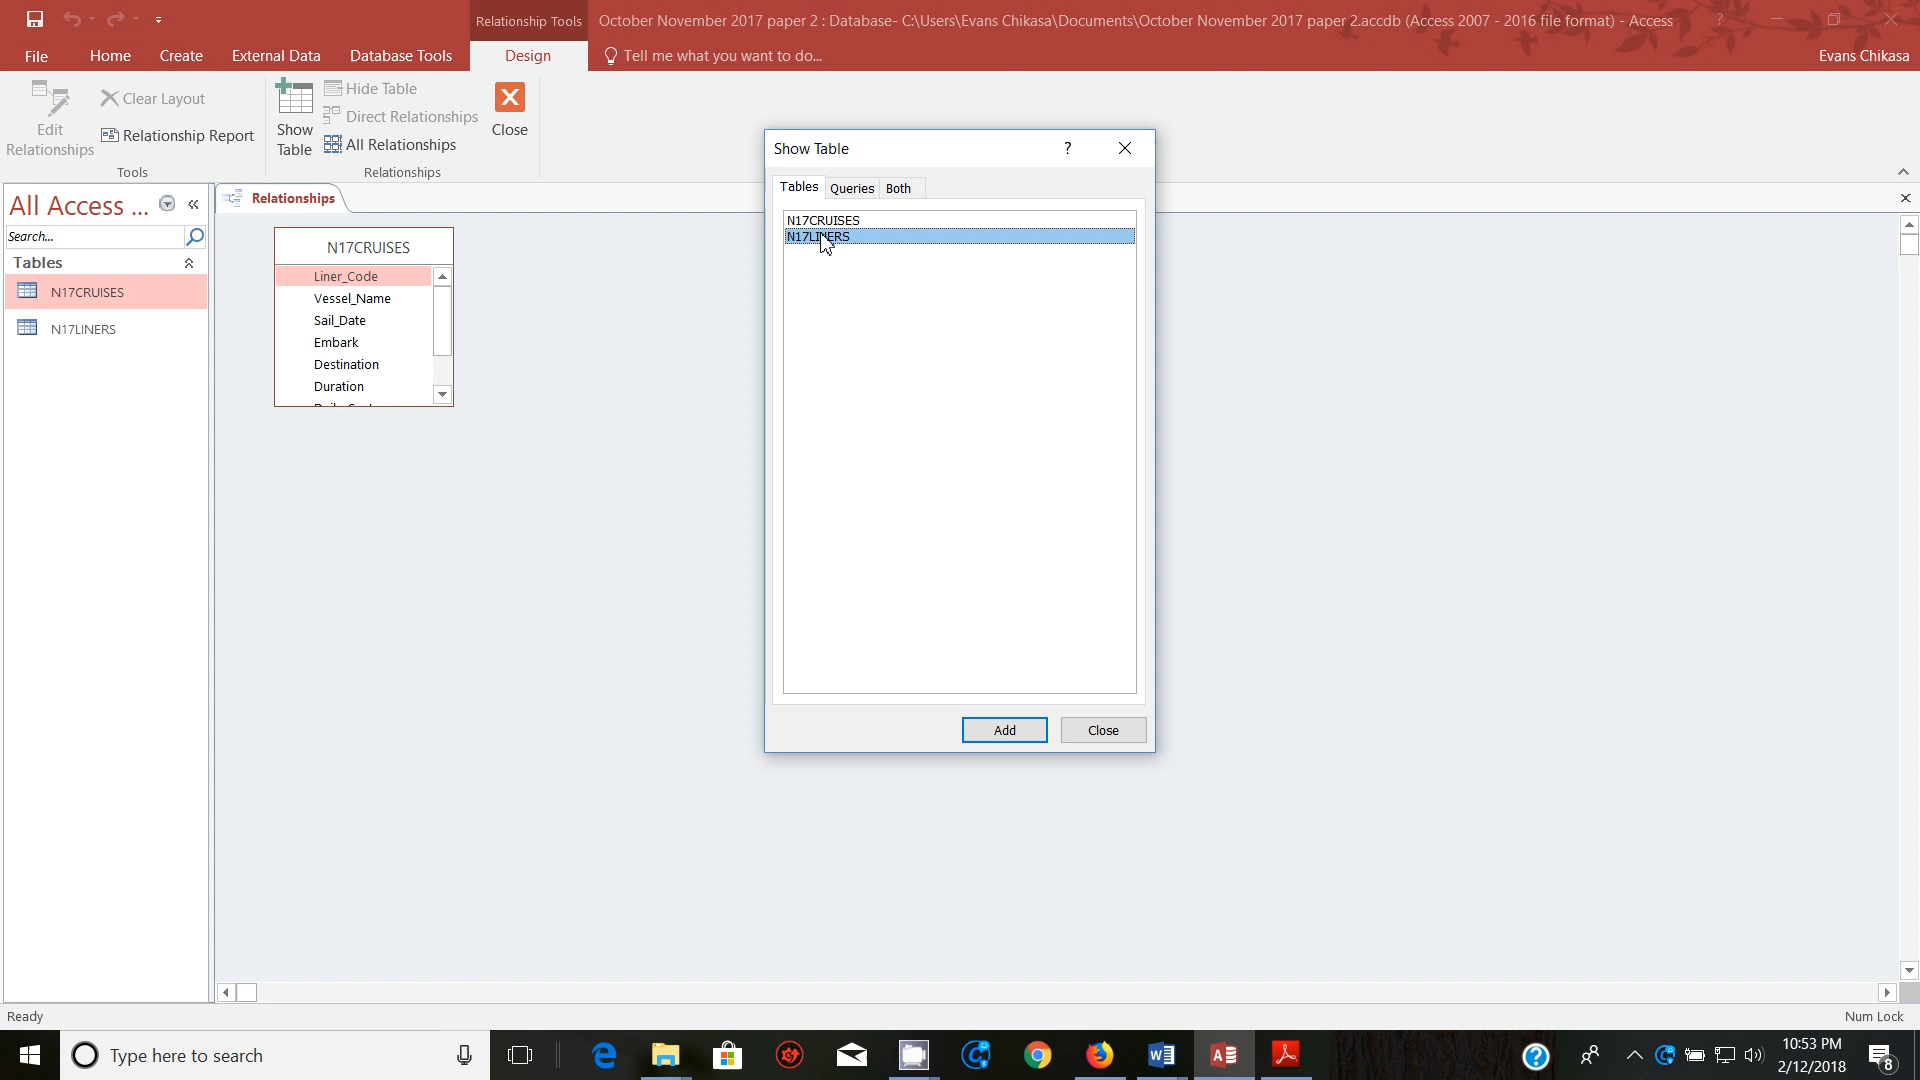 Relationship Tools
October November 2017 paper 2 : Database- C:\Users\Evans Chikasa\Documents\October November 2017 paper 2.accdb (Access 2007 - 2016 file format) - Access
?
File
Home
Create
External Data
Database Tools
Design
Tell me what you want to do...
Evans Chikasa
Edit
Relationships
Clear Layout
Relationship Report
Tools
Show
Table
Hide Table
Direct Relationships
All Relationships
Relationships
Close
All Access ...
Search...
Tables
N17CRUISES
N17LINERS
Relationships
N17CRUISES
Liner_Code
Vessel_Name
Sail_Date
Embark
Destination
Duration
Show Table
?
Tables
Queries
Both
N17CRUISES
N17LINERS
Add
Close
Ready
Num Lock
Type here to search
10:53 PM
2/12/2018
8